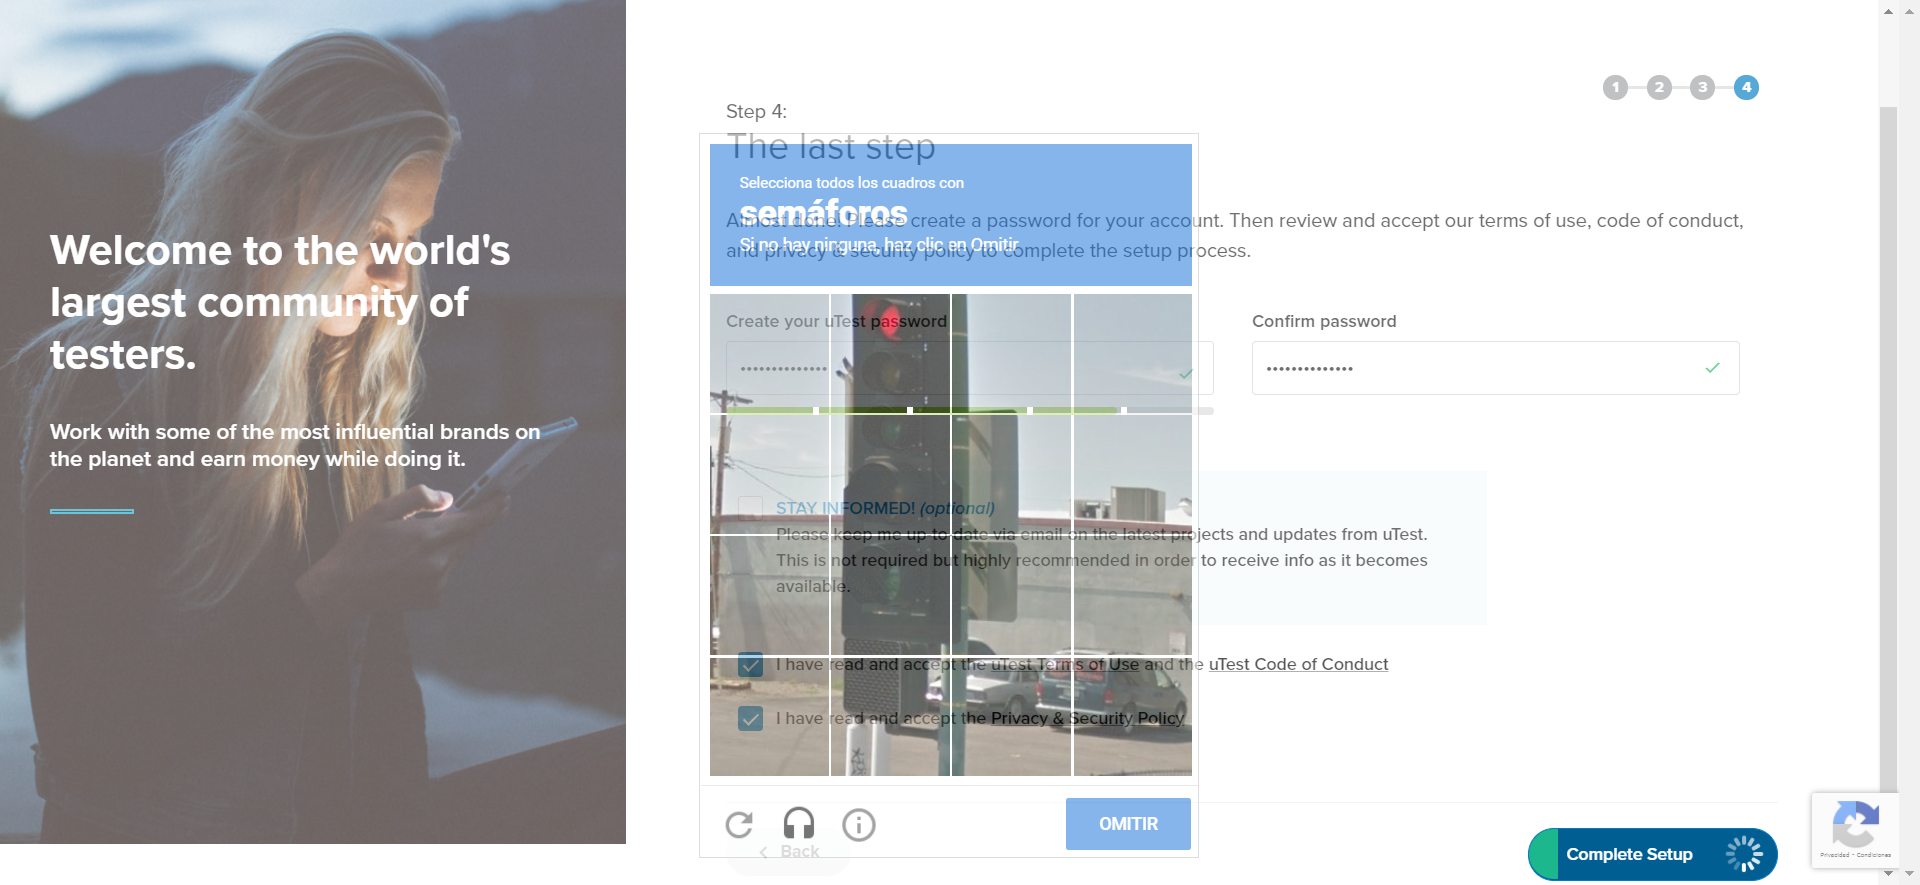 Welcome to the world's
largest community of
testers.
Work with some of the most influential brands on
the planet and earn money while doing it.
1 2 3 4
Step 4:
The last step
Selecciona todos los cuadros con
semáforos
Si no hay ninguna, haz clic en Omitir
Almost done! Please create a password for your account. Then review and accept our terms of use, code of conduct,
and privacy & security policy to complete the setup process.
Create your uTest password
Confirm password
••••••••••••••
••••••••••••••
STAY INFORMED! (optional)
Please keep me up to date via email on the latest projects and updates from uTest.
This is not required but highly recommended in order to receive info as it becomes
available.
I have read and accept the uTest Terms of Use and the uTest Code of Conduct
I have read and accept the Privacy & Security Policy
OMITIR
Back
Complete Setup
Privacidad - Condiciones